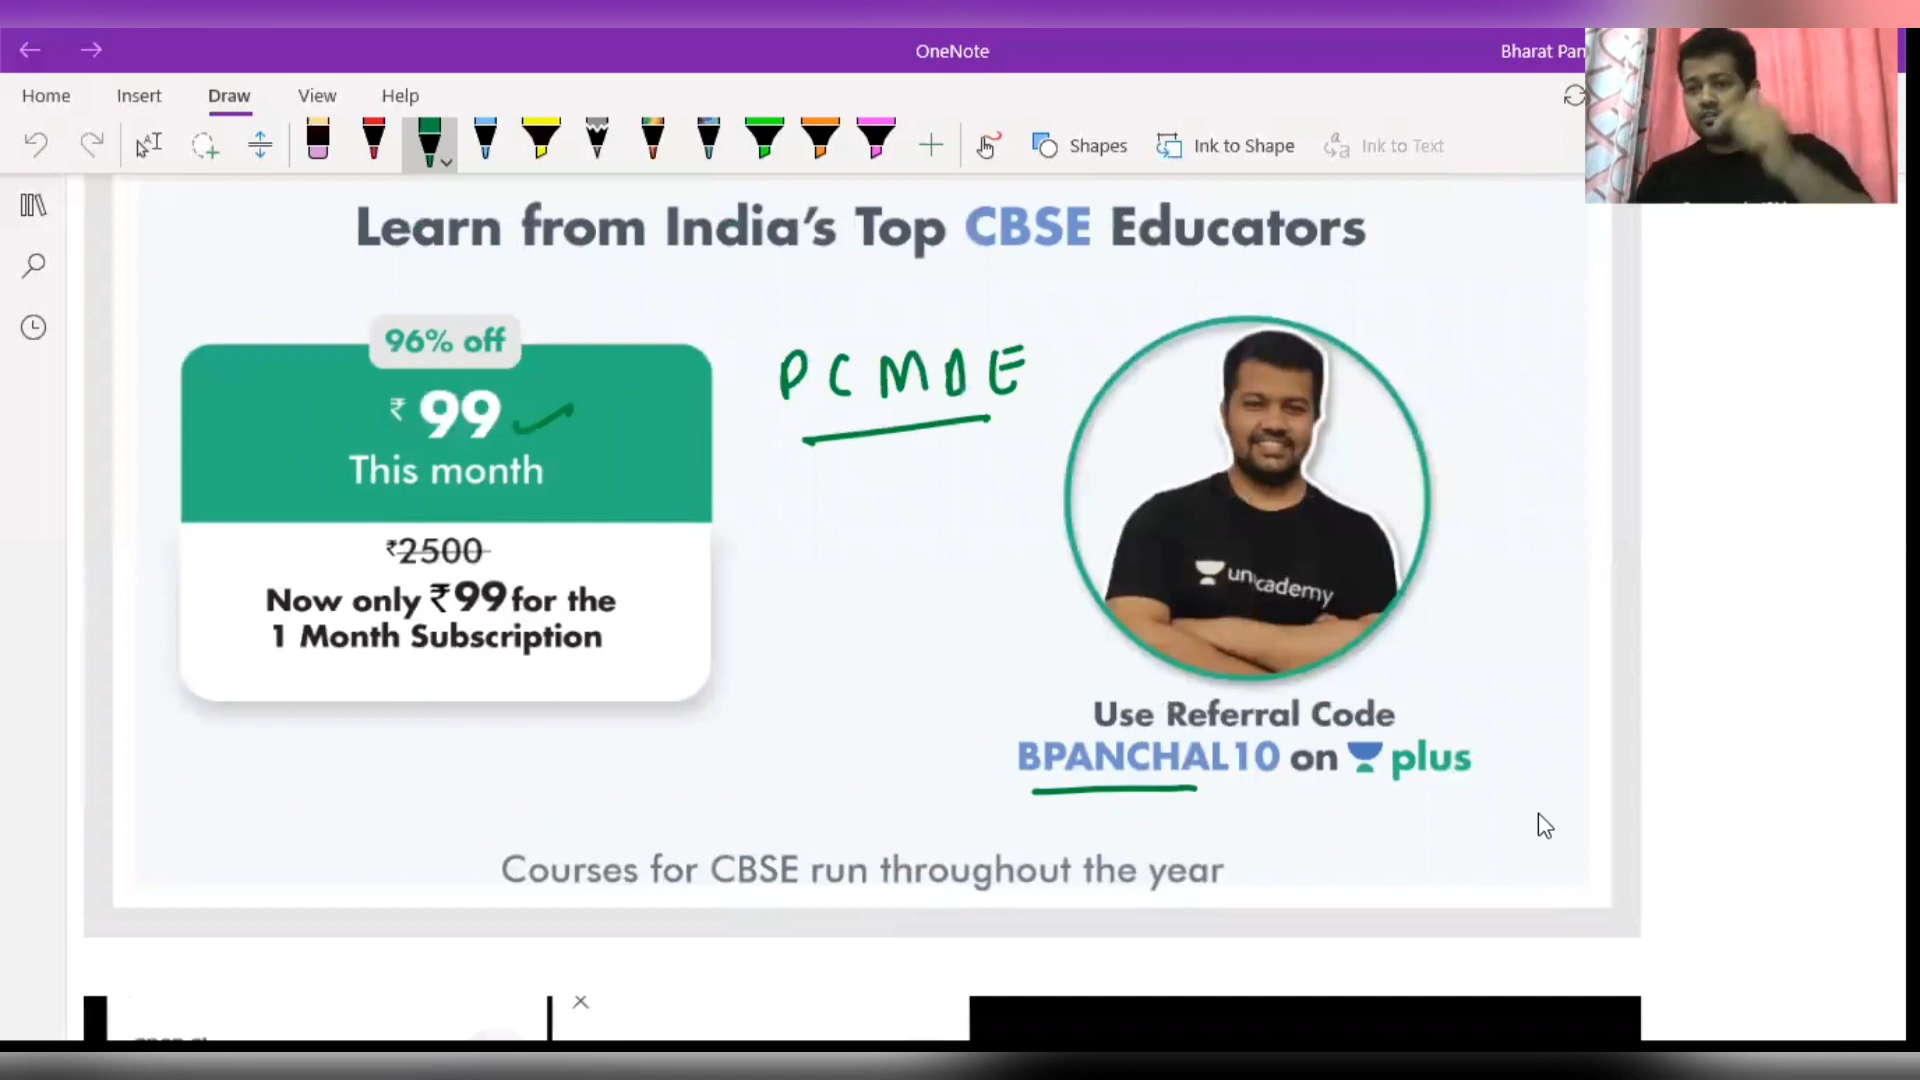 OneNote
Bharat Pan
Home Insert Draw View Help
Shapes Ink to Shape Ink to Text
Learn from India's Top CBSE Educators
96% off
₹ 99
This month
₹2500
Now only ₹99 for the
1 Month Subscription
P C M B E
unacademy
Use Referral Code
BPANCHAL10 on plus
Courses for CBSE run throughout the year